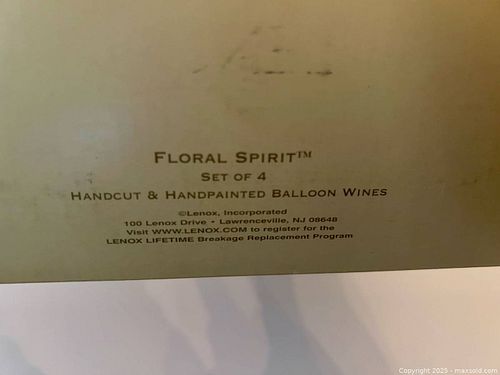 FLORAL SPIRIT™
SET OF 4
HANDCUT & HANDPAINTED BALLOON WINES
©Lenox, Incorporated
100 Lenox Drive • Lawrenceville, NJ 08648
Visit WWW.LENOX.COM to register for the
LENOX LIFETIME Breakage Replacement Program
Copyright 2025 - maxsold.com